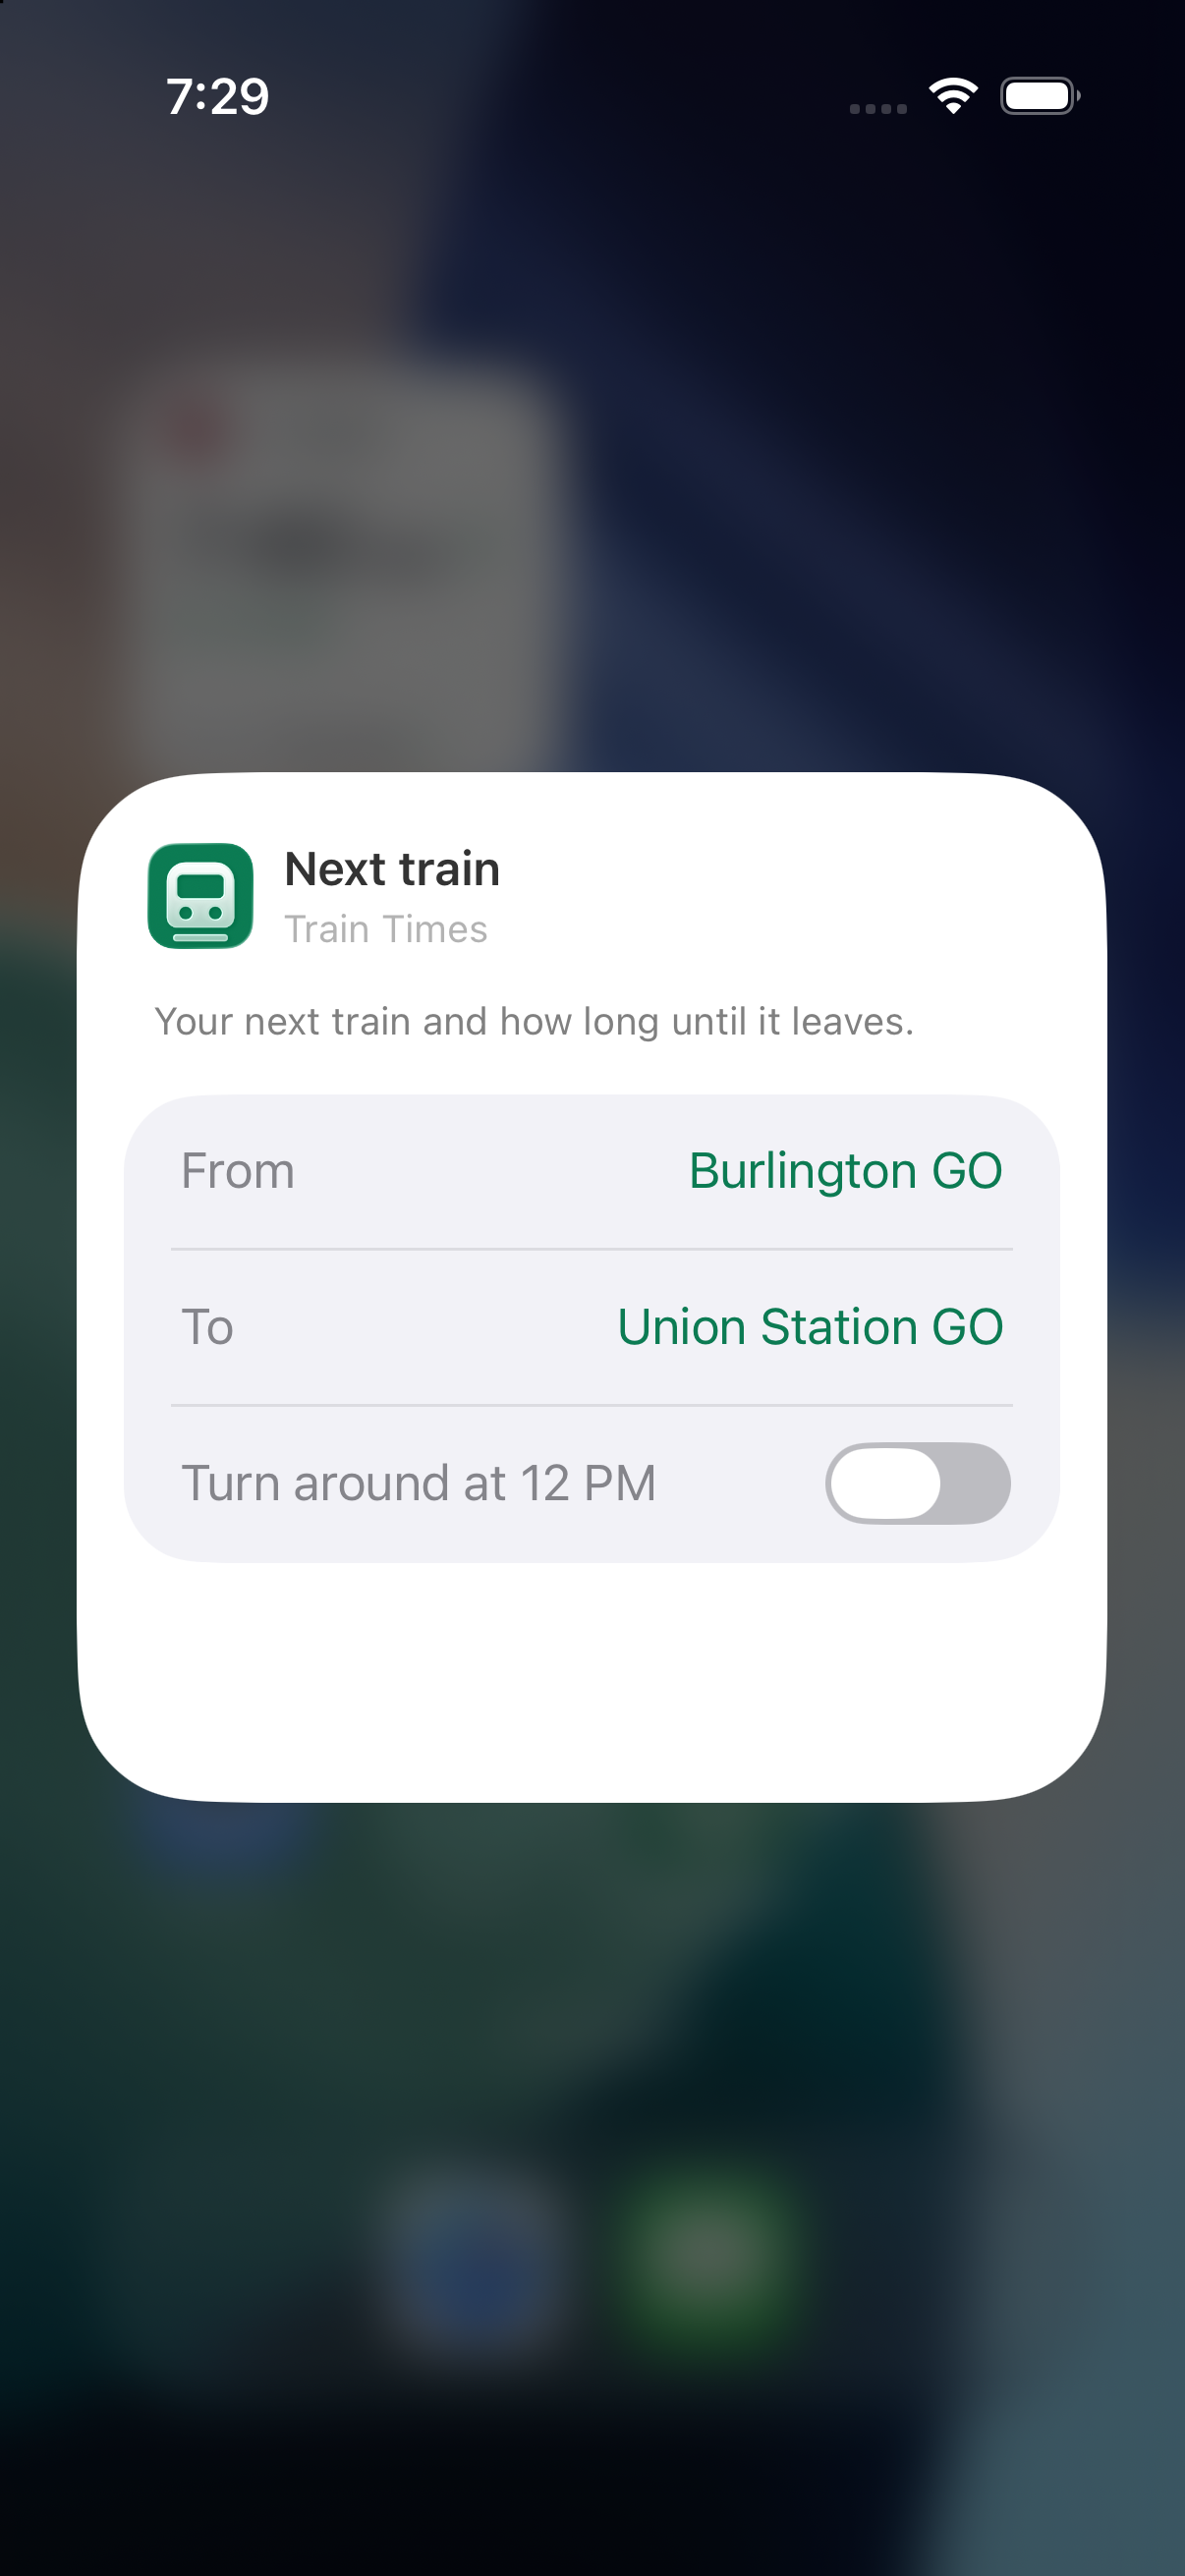 7:29
Next train
Train Times
Your next train and how long until it leaves.
From Burlington GO
To Union Station GO
Turn around at 12 PM